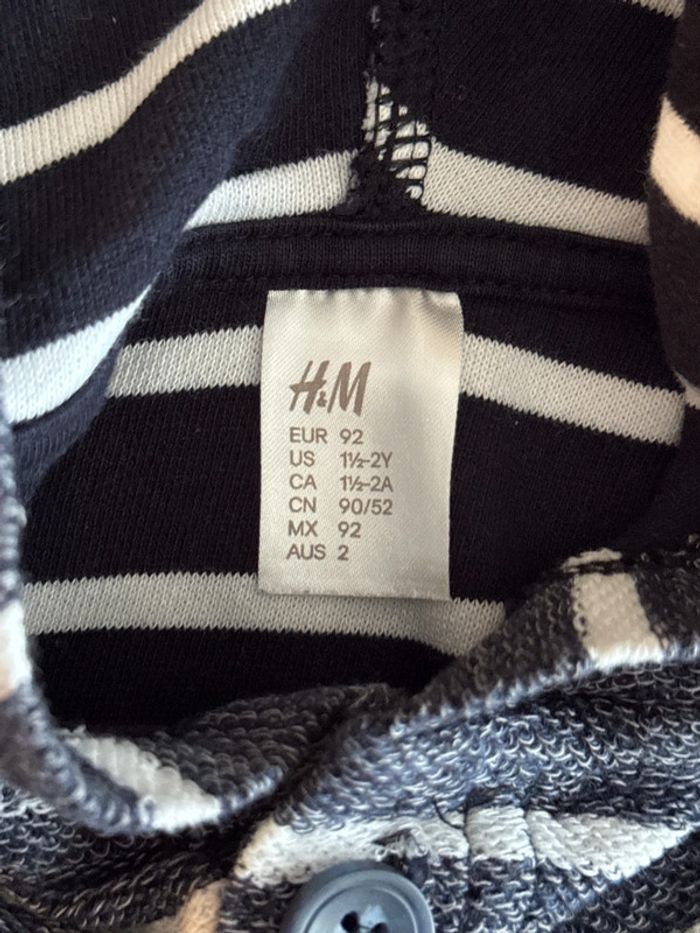 H&M
EUR 92
US 1½-2Y
CA 1½-2A
CN 90/52
MX 92
AUS 2